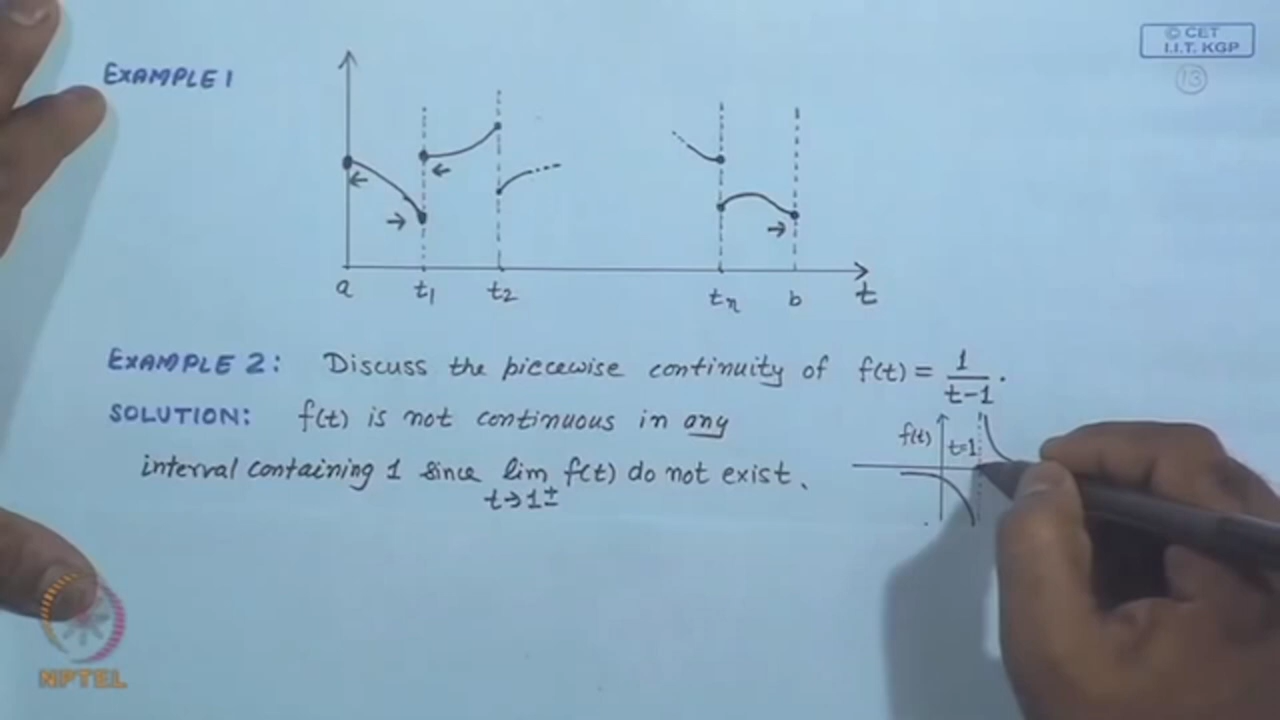 © CET
I.I.T. KGP
13
EXAMPLE 1
a t1 t2 tn b t
EXAMPLE 2: Discuss the piecewise continuity of f(t) = 1/(t-1).
SOLUTION: f(t) is not continuous in any
f(t) t=1
interval containing 1 since lim t→1± f(t) do not exist.
NPTEL